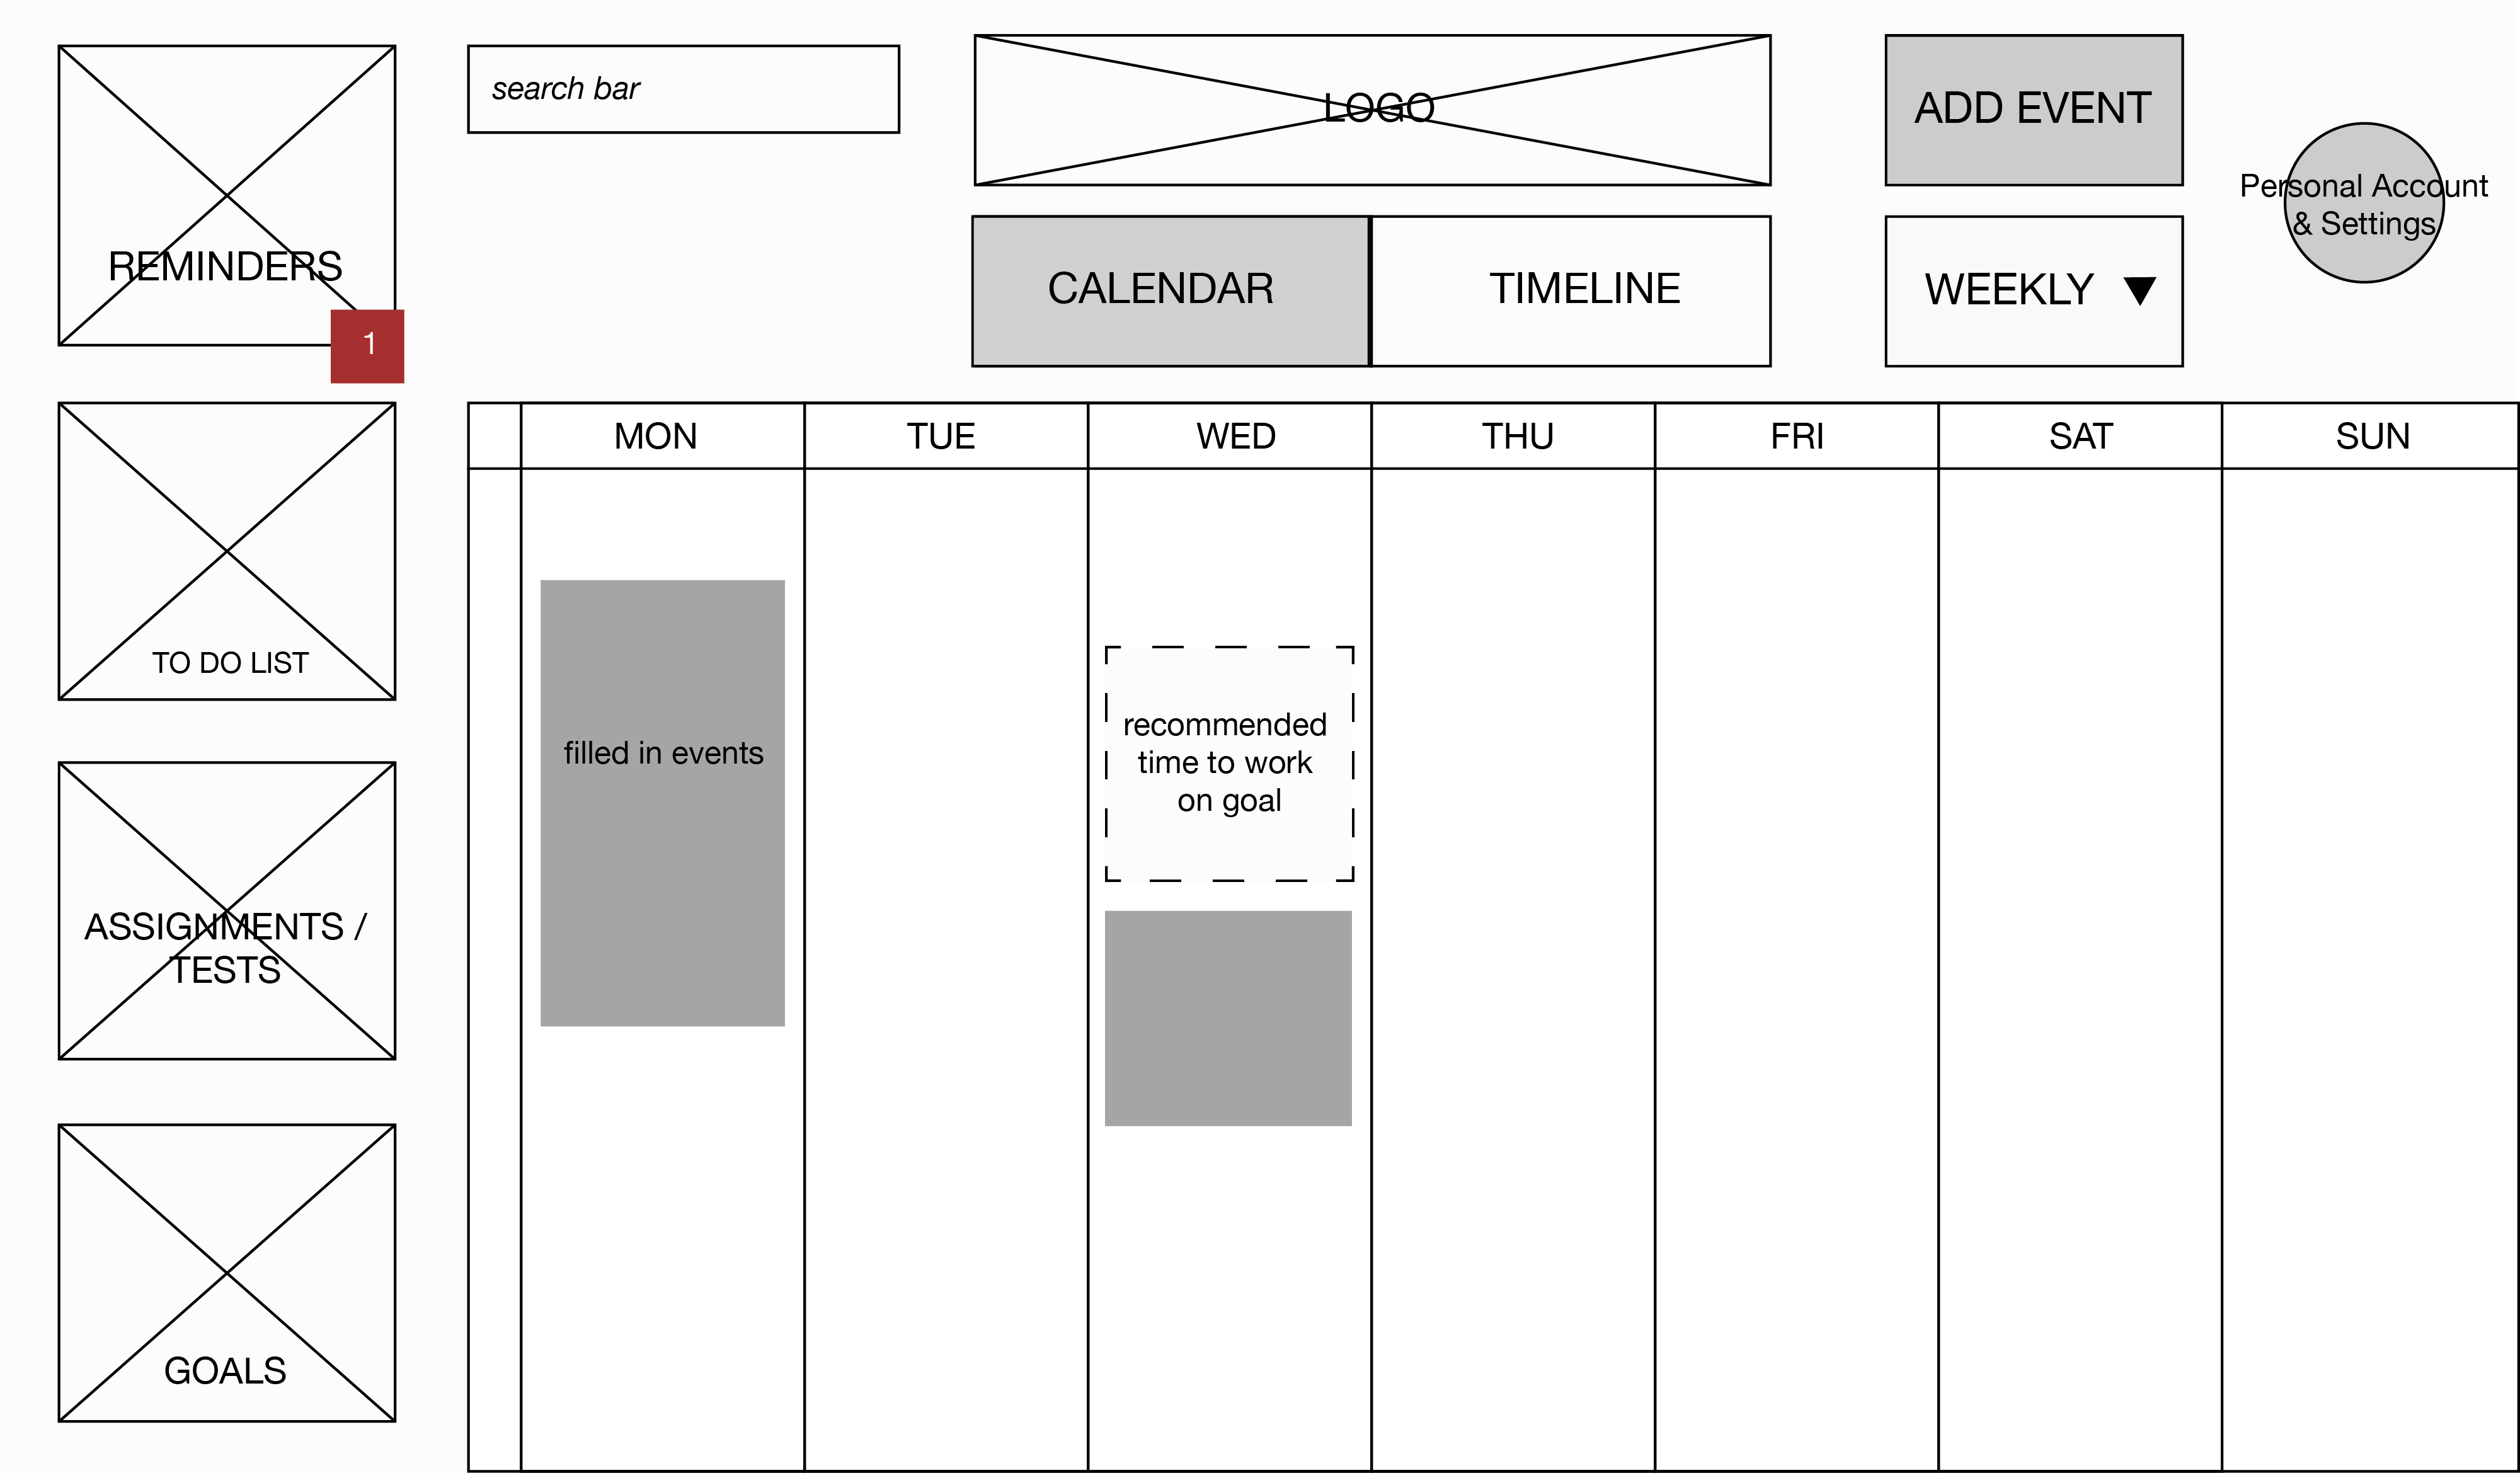 search bar
LOGO
ADD EVENT
Personal Account
& Settings
REMINDERS
1
CALENDAR
TIMELINE
WEEKLY
MON
TUE
WED
THU
FRI
SAT
SUN
TO DO LIST
filled in events
recommended
time to work
on goal
ASSIGNMENTS /
TESTS
GOALS